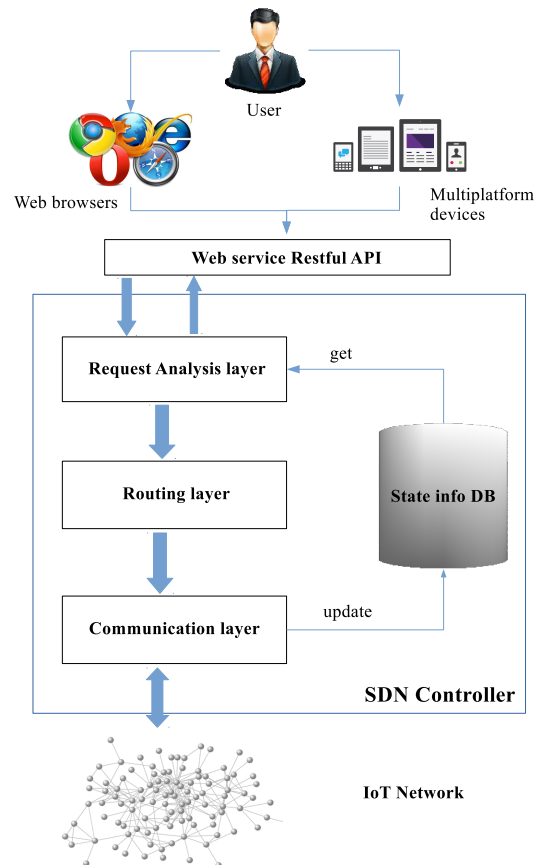 User
Web browsers
Multiplatform
devices
Web service Restful API
Request Analysis layer
get
Routing layer
State info DB
Communication layer
update
SDN Controller
IoT Network